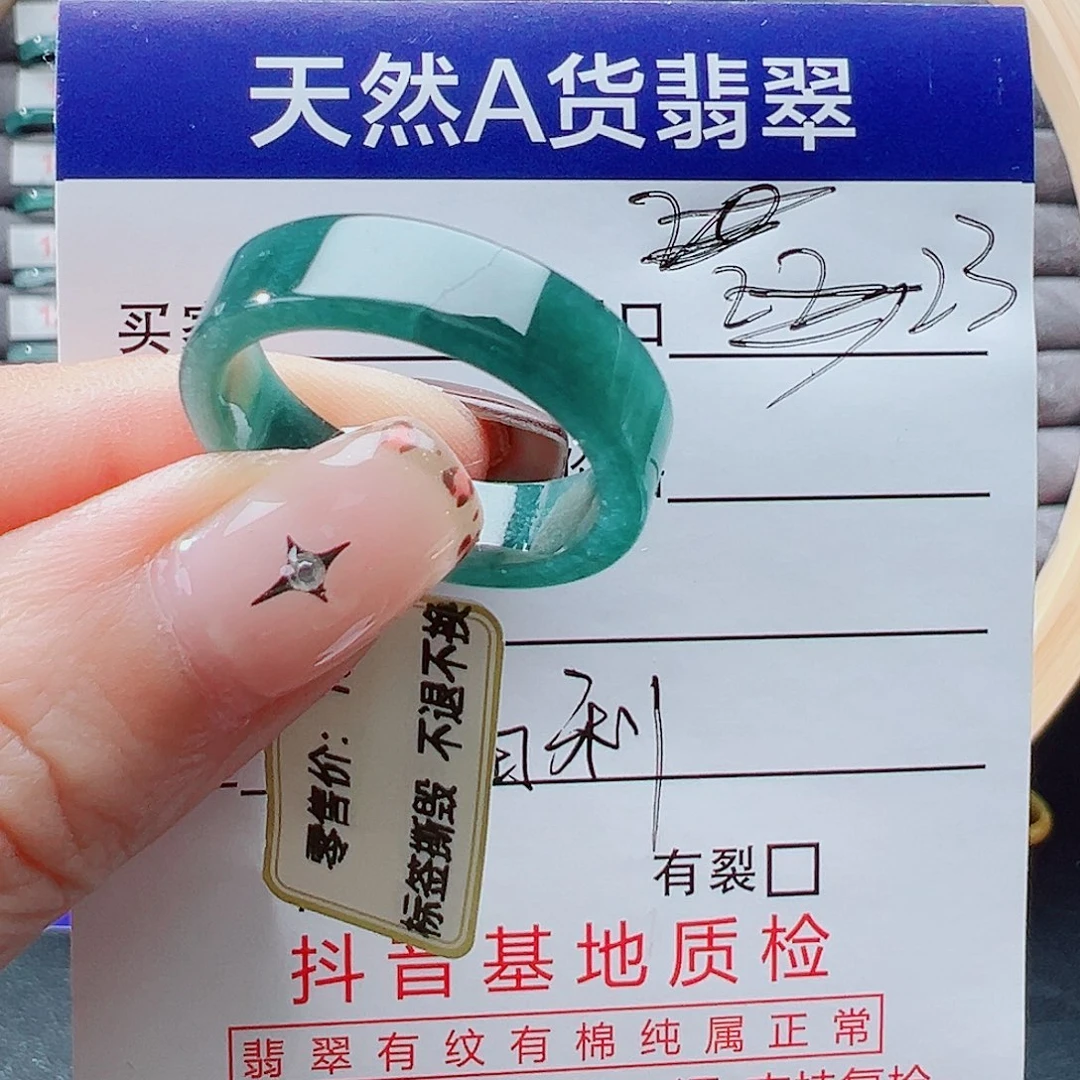 天然A货翡翠
23
买
口
利
零售价：
标签撕毁 不退不换
有裂□
抖音基地质检
翡翠有纹有棉纯属正常